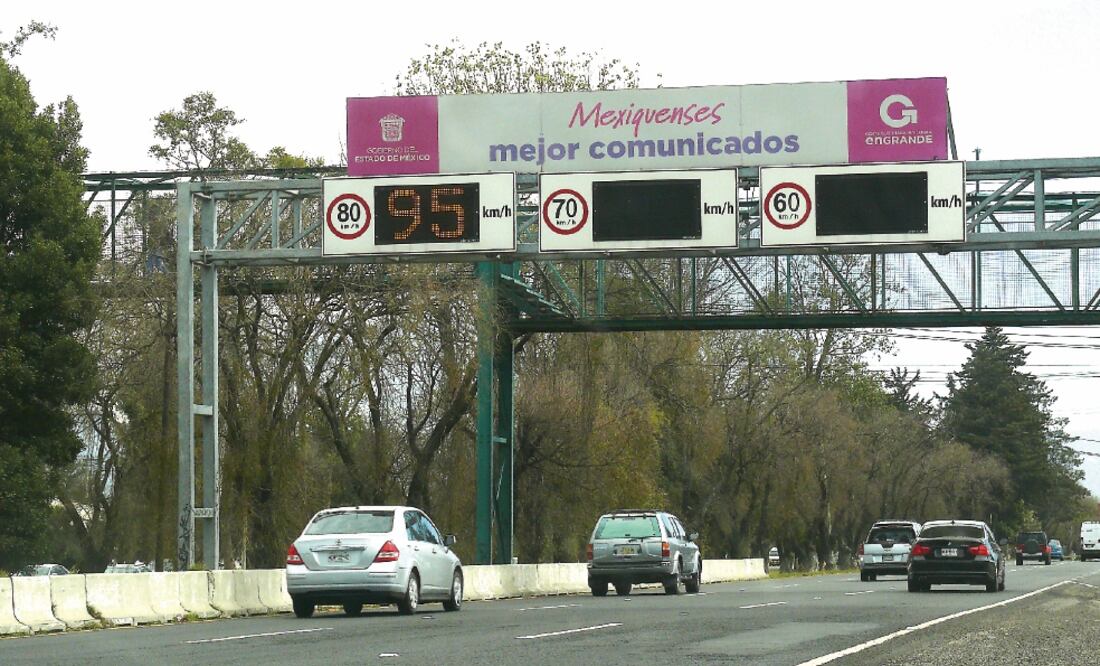 Mexiquenses
mejor comunicados
GOBIERNO DEL
ESTADO DE MÉXICO
G
enGRANDE
80
km/h
95
km/h
70
km/h
km/h
60
km/h
km/h